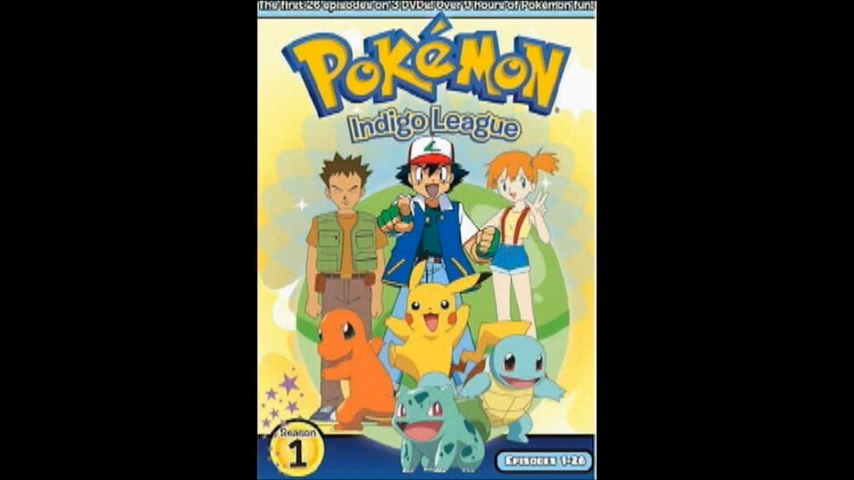 The first 26 episodes on 3 DVDs! Over 9 hours of Pokémon fun!
POKéMON
Indigo League
Season
1
EPISODES 1-26